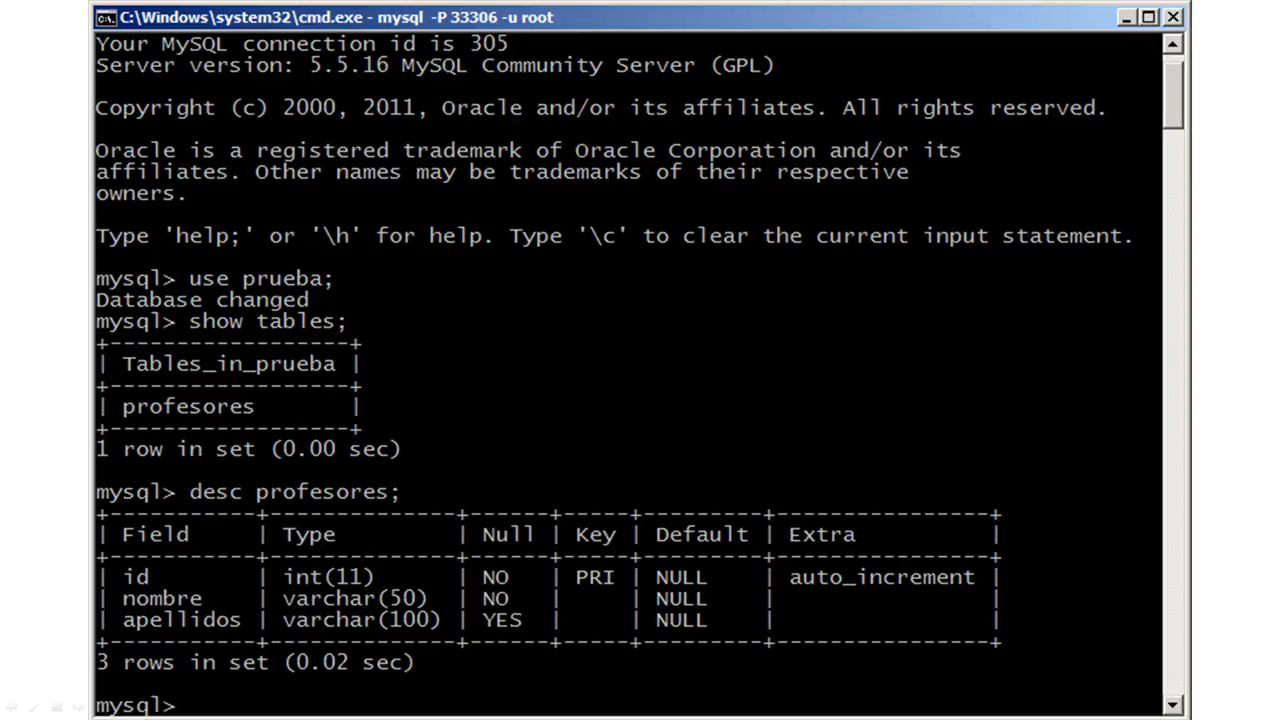 C:\Windows\system32\cmd.exe - mysql -P 33306 -u root
Your MySQL connection id is 305
Server version: 5.5.16 MySQL Community Server (GPL)
Copyright (c) 2000, 2011, Oracle and/or its affiliates. All rights reserved.
Oracle is a registered trademark of Oracle Corporation and/or its
affiliates. Other names may be trademarks of their respective
owners.
Type 'help;' or '\h' for help. Type '\c' to clear the current input statement.
mysql> use prueba;
Database changed
mysql> show tables;
+------------------+
| Tables_in_prueba |
+------------------+
| profesores       |
+------------------+
1 row in set (0.00 sec)
mysql> desc profesores;
+-----------+--------------+------+-----+---------+----------------+
| Field     | Type         | Null | Key | Default | Extra          |
+-----------+--------------+------+-----+---------+----------------+
| id        | int(11)      | NO   | PRI | NULL    | auto_increment |
| nombre    | varchar(50)  | NO   |     | NULL    |                |
| apellidos | varchar(100) | YES  |     | NULL    |                |
+-----------+--------------+------+-----+---------+----------------+
3 rows in set (0.02 sec)
mysql>